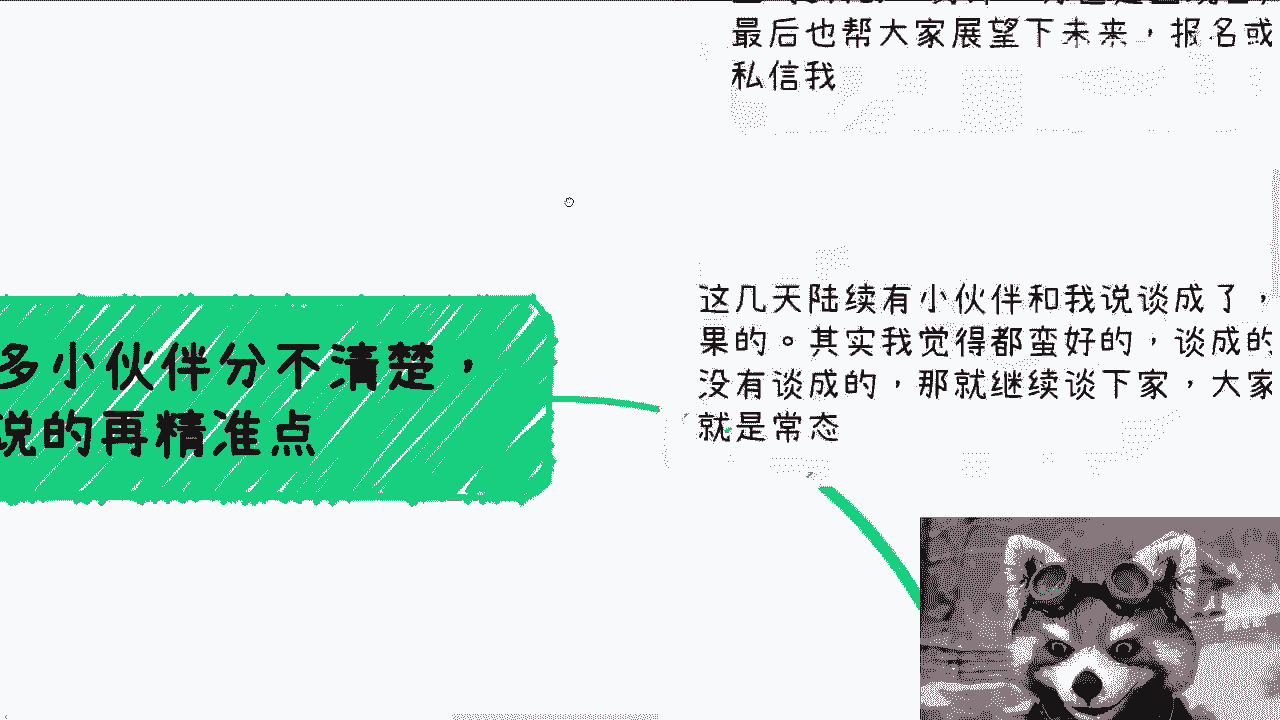 最后也帮大家展望下未来，报名或
私信我
多小伙伴分不清楚，
说的再精准点
这几天陆续有小伙伴和我说谈成了，
果的。其实我觉得都蛮好的，谈成的
没有谈成的，那就继续谈下家，大家
就是常态